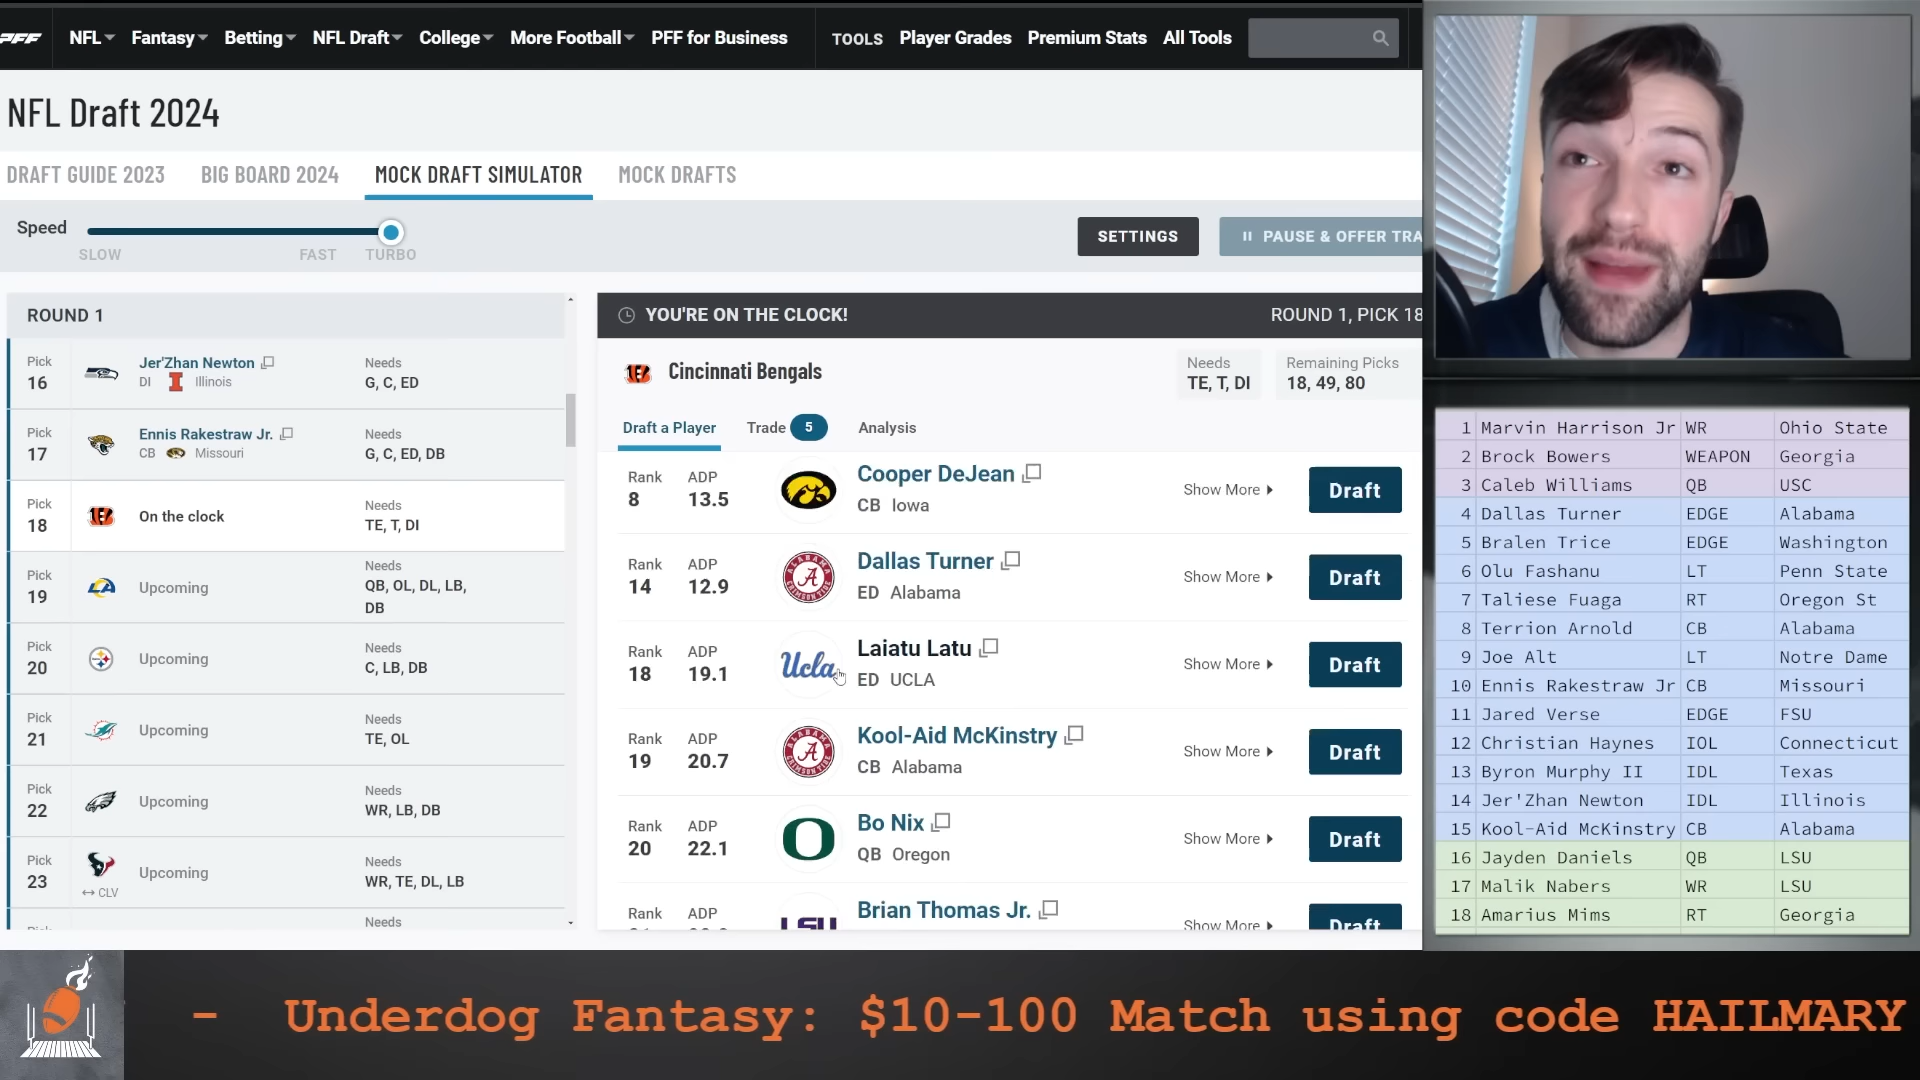 PFF NFL Fantasy Betting NFL Draft College More Football PFF for Business TOOLS Player Grades Premium Stats All Tools
NFL Draft 2024
DRAFT GUIDE 2023 BIG BOARD 2024 MOCK DRAFT SIMULATOR MOCK DRAFTS
Speed
SLOW FAST TURBO
SETTINGS
PAUSE & OFFER TRA
ROUND 1
Pick 16
Jer'Zhan Newton
DI Illinois
Needs
G, C, ED
Pick 17
Ennis Rakestraw Jr.
CB Missouri
Needs
G, C, ED, DB
Pick 18
On the clock
Needs
TE, T, DI
Pick 19
Upcoming
Needs
QB, OL, DL, LB,
DB
Pick 20
Upcoming
Needs
C, LB, DB
Pick 21
Upcoming
Needs
TE, OL
Pick 22
Upcoming
Needs
WR, LB, DB
Pick 23
↔ CLV
Upcoming
Needs
WR, TE, DL, LB
Needs
YOU'RE ON THE CLOCK! ROUND 1, PICK 18
Cincinnati Bengals
Needs
TE, T, DI
Remaining Picks
18, 49, 80
Draft a Player Trade 5 Analysis
Rank 8 ADP 13.5
Cooper DeJean
CB Iowa
Show More Draft
Rank 14 ADP 12.9
Dallas Turner
ED Alabama
Show More Draft
Rank 18 ADP 19.1
Ucla
Laiatu Latu
ED UCLA
Show More Draft
Rank 19 ADP 20.7
Kool-Aid McKinstry
CB Alabama
Show More Draft
Rank 20 ADP 22.1
Bo Nix
QB Oregon
Show More Draft
Rank ADP
LSU
Brian Thomas Jr.
Show More Draft
1 Marvin Harrison Jr WR Ohio State
2 Brock Bowers WEAPON Georgia
3 Caleb Williams QB USC
4 Dallas Turner EDGE Alabama
5 Bralen Trice EDGE Washington
6 Olu Fashanu LT Penn State
7 Taliese Fuaga RT Oregon St
8 Terrion Arnold CB Alabama
9 Joe Alt LT Notre Dame
10 Ennis Rakestraw Jr CB Missouri
11 Jared Verse EDGE FSU
12 Christian Haynes IOL Connecticut
13 Byron Murphy II IDL Texas
14 Jer'Zhan Newton IDL Illinois
15 Kool-Aid McKinstry CB Alabama
16 Jayden Daniels QB LSU
17 Malik Nabers WR LSU
18 Amarius Mims RT Georgia
- Underdog Fantasy: $10-100 Match using code HAILMARY